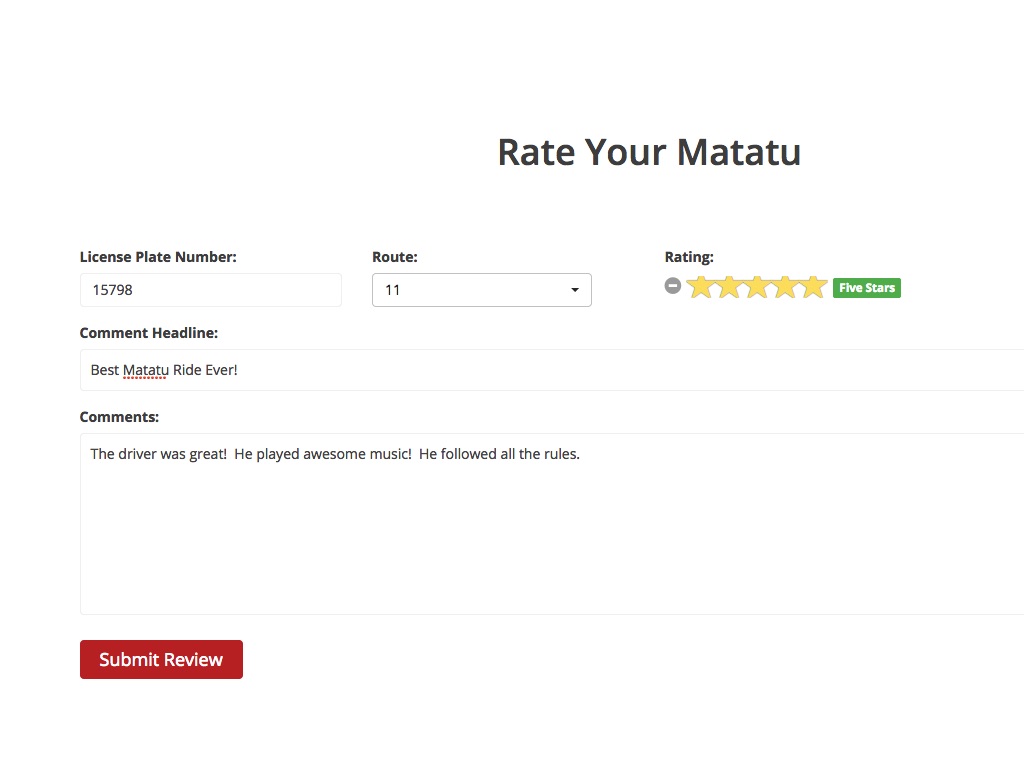 Rate Your Matatu
License Plate Number: Route: Rating:
15798 11 Five Stars
Comment Headline:
Best Matatu Ride Ever!
Comments:
The driver was great!  He played awesome music!  He followed all the rules.
Submit Review